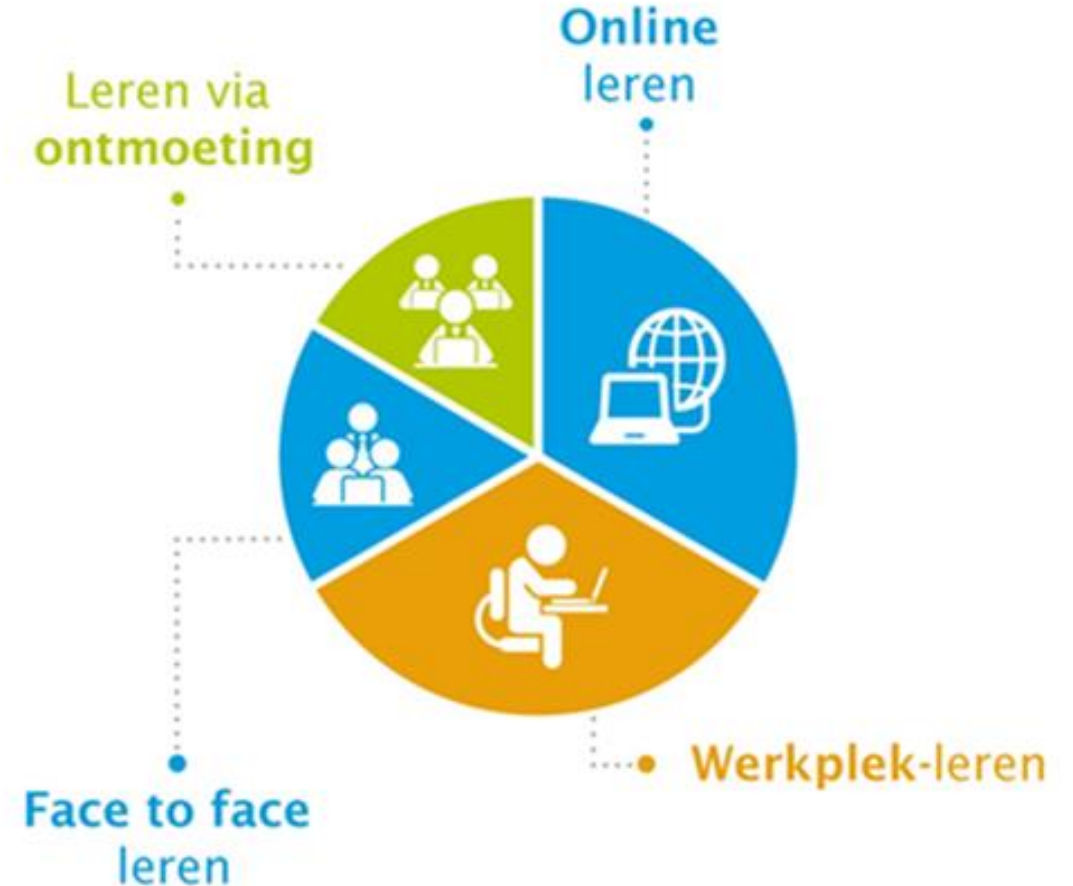 Online
leren
Leren via
ontmoeting
Werkplek-leren
Face to face
leren